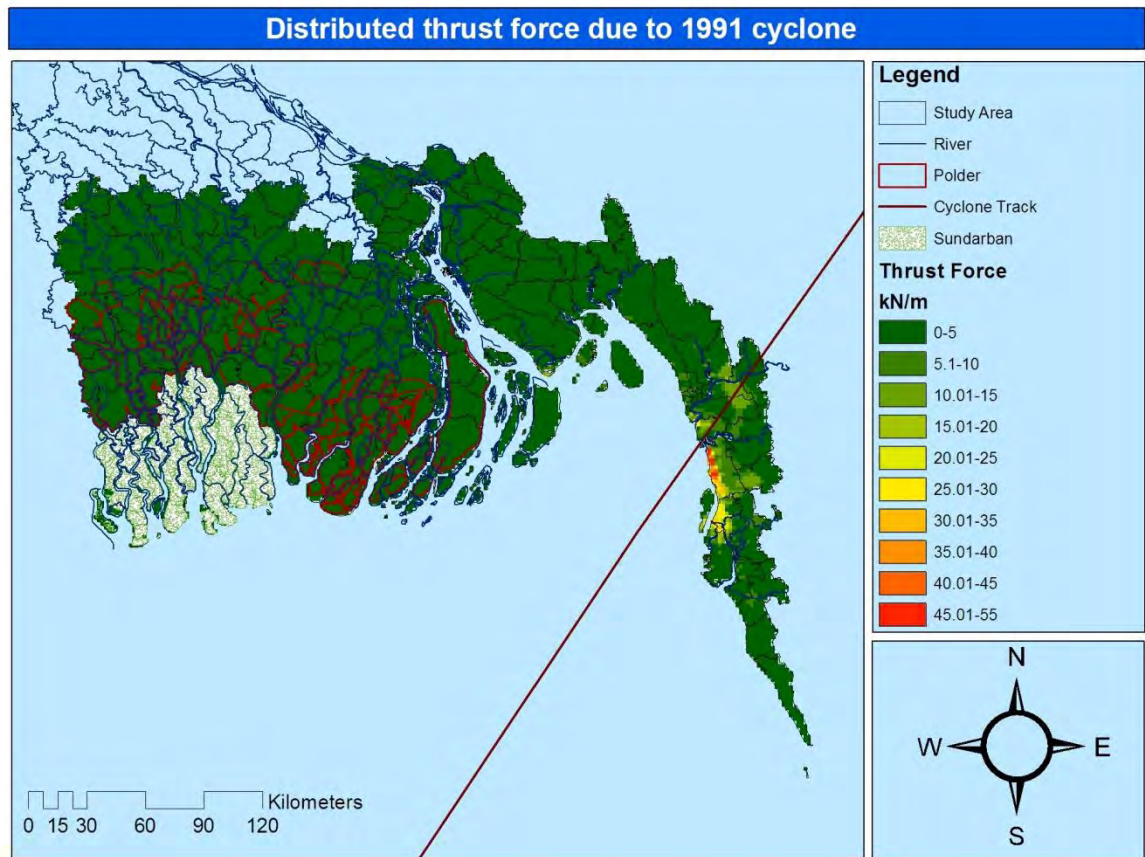 Distributed thrust force due to 1991 cyclone
Legend
Study Area
River
Polder
Cyclone Track
Sundarban
Thrust Force
kN/m
0-5
5.1-10
10.01-15
15.01-20
20.01-25
25.01-30
30.01-35
35.01-40
40.01-45
45.01-55
N
W E
S
Kilometers
0 15 30 60 90 120